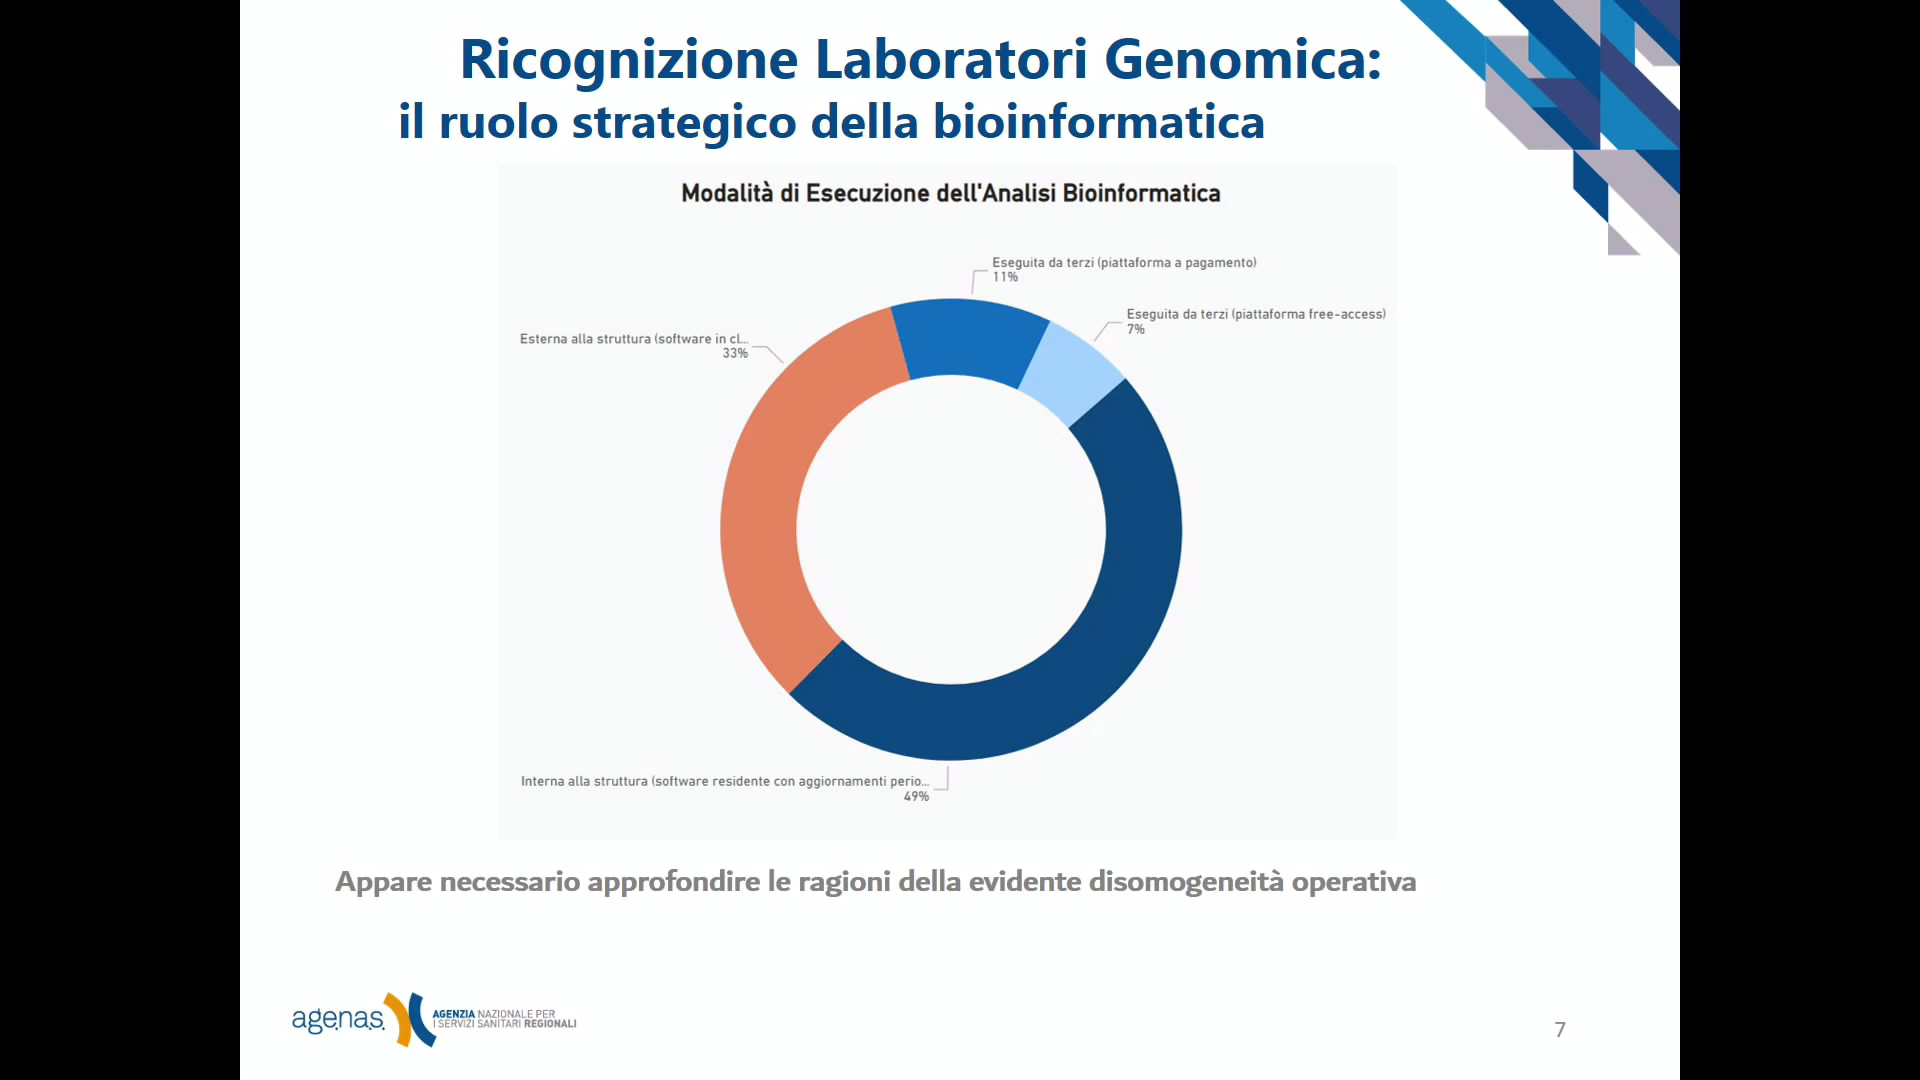 Ricognizione Laboratori Genomica:
il ruolo strategico della bioinformatica
Modalità di Esecuzione dell'Analisi Bioinformatica
Eseguita da terzi (piattaforma a pagamento)
11%
Eseguita da terzi (piattaforma free-access)
7%
Esterna alla struttura (software in cl...
33%
Interna alla struttura (software residente con aggiornamenti perio...
49%
Appare necessario approfondire le ragioni della evidente disomogeneità operativa
agenas.
AGENZIA NAZIONALE PER
I SERVIZI SANITARI REGIONALI
7